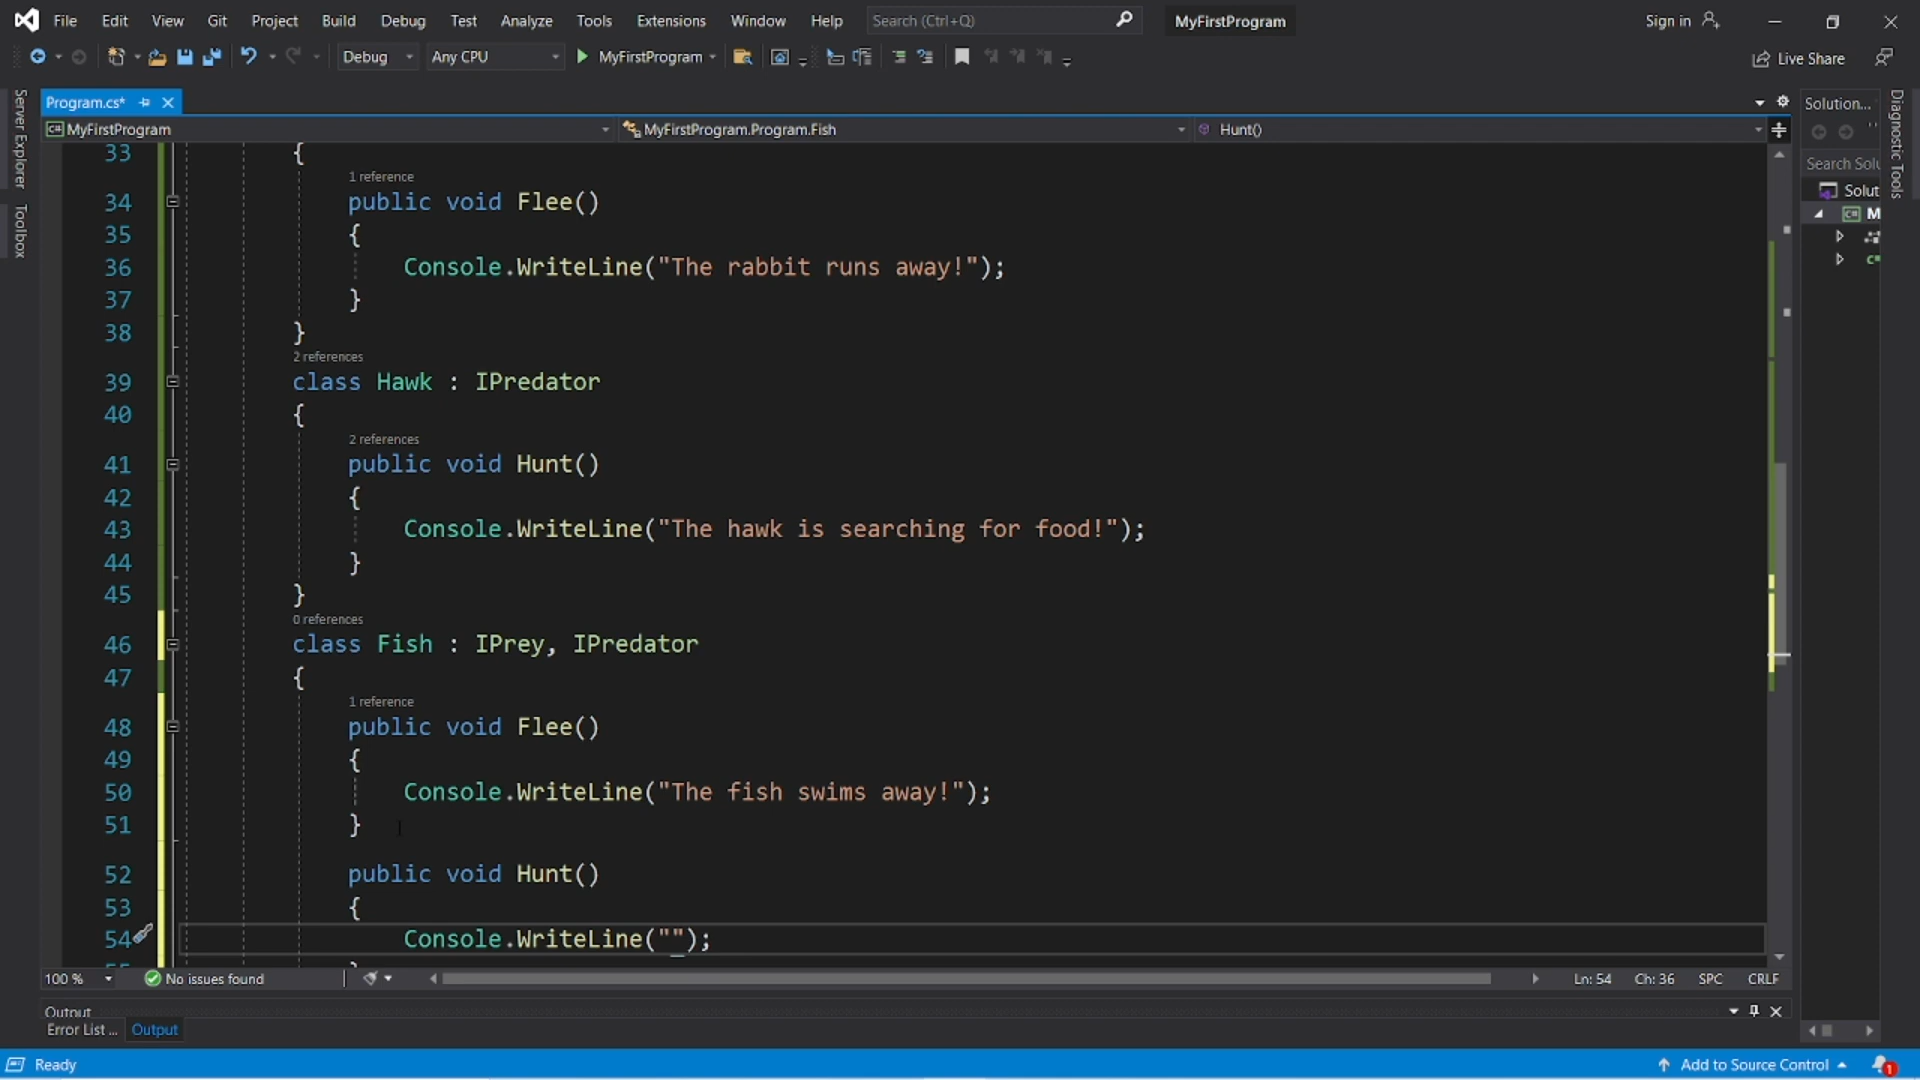 File Edit View Git Project Build Debug Test Analyze Tools Extensions Window Help Search (Ctrl+Q) MyFirstProgram Sign in
Debug Any CPU MyFirstProgram Live Share
Server Explorer
Toolbox
Program.cs*
MyFirstProgram MyFirstProgram.Program.Fish Hunt()
33 {
1 reference
34 public void Flee()
35 {
36 Console.WriteLine("The rabbit runs away!");
37 }
38 }
2 references
39 class Hawk : IPredator
40 {
2 references
41 public void Hunt()
42 {
43 Console.WriteLine("The hawk is searching for food!");
44 }
45 }
0 references
46 class Fish : IPrey, IPredator
47 {
1 reference
48 public void Flee()
49 {
50 Console.WriteLine("The fish swims away!");
51 }
52 public void Hunt()
53 {
54 Console.WriteLine("");
100 % No issues found Ln: 54 Ch: 36 SPC CRLF
Output
Error List ... Output
Ready Add to Source Control 1
Solution...
Search Solu
Solut
M
Diagnostic Tools